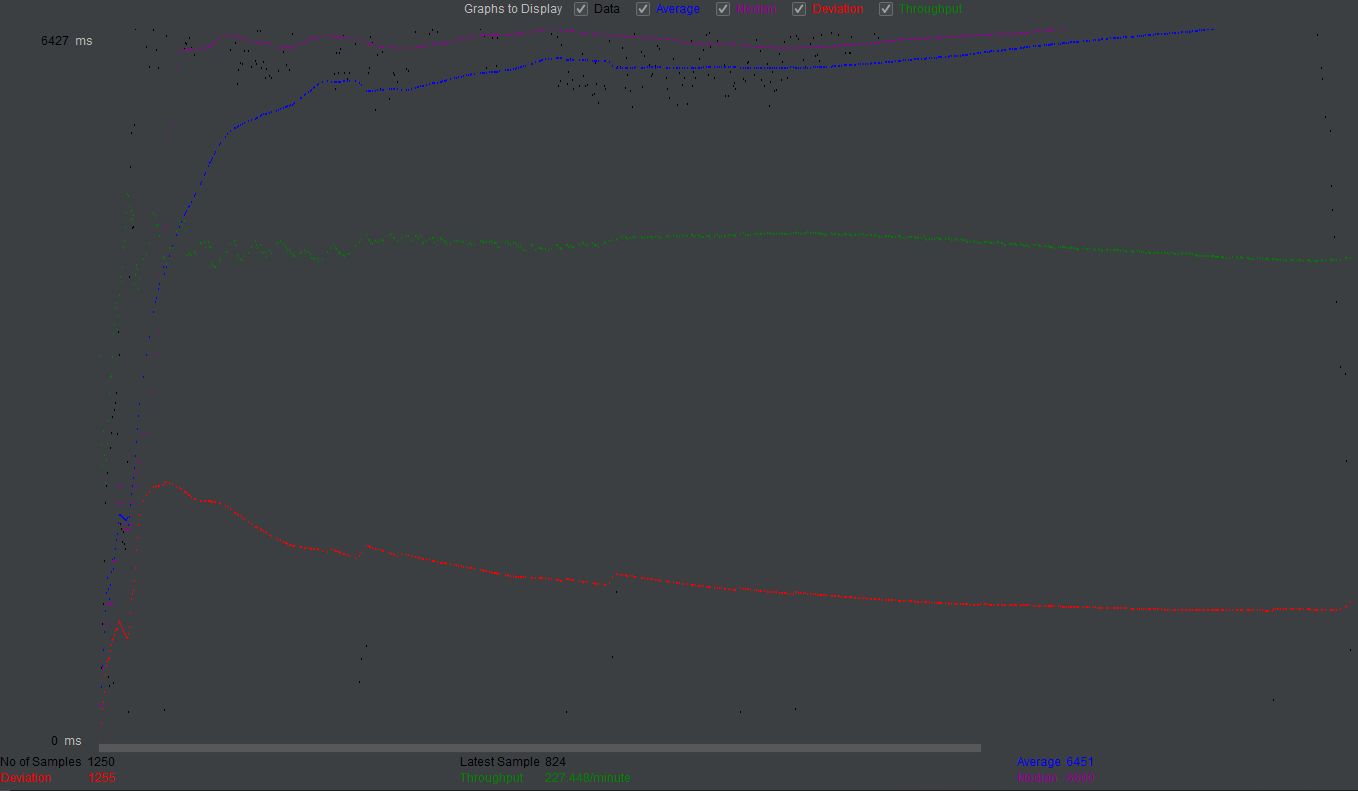 Graphs to Display Data Average Median Deviation Throughput
6427 ms
0 ms
No of Samples 1250 Latest Sample 824 Average 6451
Deviation 1255 Throughput 227.448/minute Median